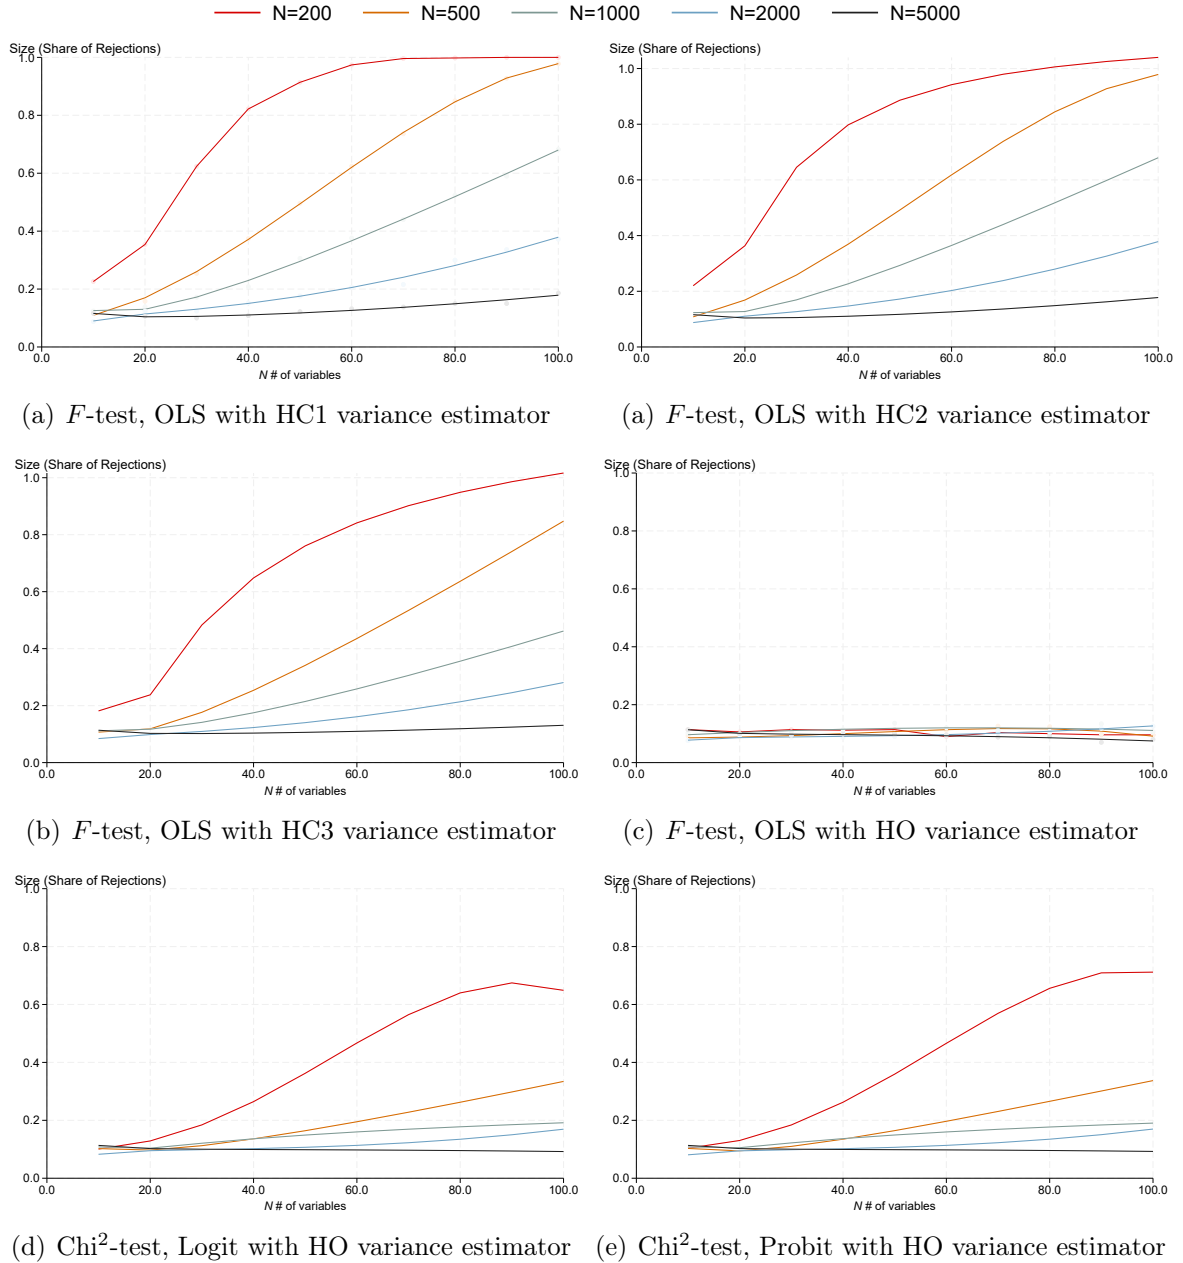 N=200 N=500 N=1000 N=2000 N=5000
Size (Share of Rejections)
1.0
0.8
0.6
0.4
0.2
0.0
0.0 20.0 40.0 60.0 80.0 100.0
N # of variables
(a) F-test, OLS with HC1 variance estimator
Size (Share of Rejections)
1.0
0.8
0.6
0.4
0.2
0.0
0.0 20.0 40.0 60.0 80.0 100.0
N # of variables
(a) F-test, OLS with HC2 variance estimator
Size (Share of Rejections)
1.0
0.8
0.6
0.4
0.2
0.0
0.0 20.0 40.0 60.0 80.0 100.0
N # of variables
(b) F-test, OLS with HC3 variance estimator
Size (Share of Rejections)
1.0
0.8
0.6
0.4
0.2
0.0
0.0 20.0 40.0 60.0 80.0 100.0
N # of variables
(c) F-test, OLS with HO variance estimator
Size (Share of Rejections)
1.0
0.8
0.6
0.4
0.2
0.0
0.0 20.0 40.0 60.0 80.0 100.0
N # of variables
(d) Chi²-test, Logit with HO variance estimator
Size (Share of Rejections)
1.0
0.8
0.6
0.4
0.2
0.0
0.0 20.0 40.0 60.0 80.0 100.0
N # of variables
(e) Chi²-test, Probit with HO variance estimator